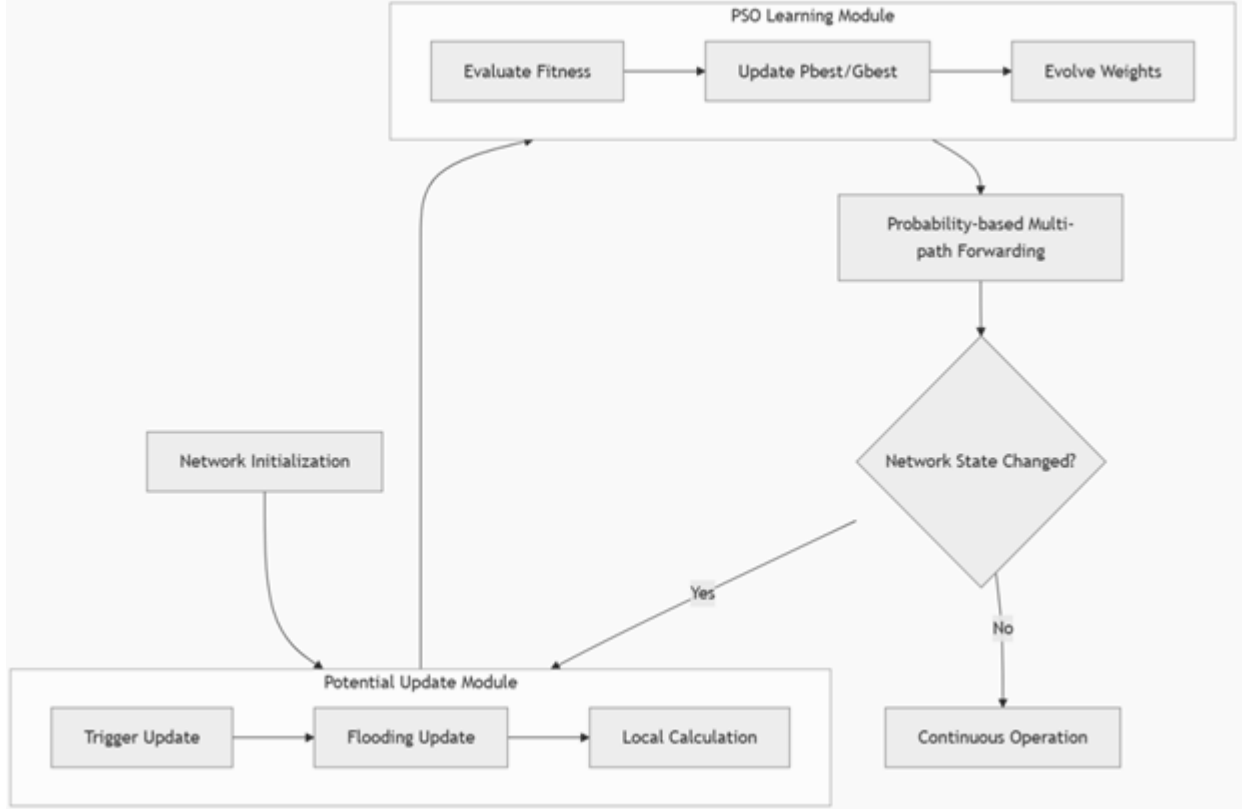 PSO Learning Module
Evaluate Fitness
Update Pbest/Gbest
Evolve Weights
Probability-based Multi-
path Forwarding
Network Initialization
Network State Changed?
Yes
No
Potential Update Module
Trigger Update
Flooding Update
Local Calculation
Continuous Operation